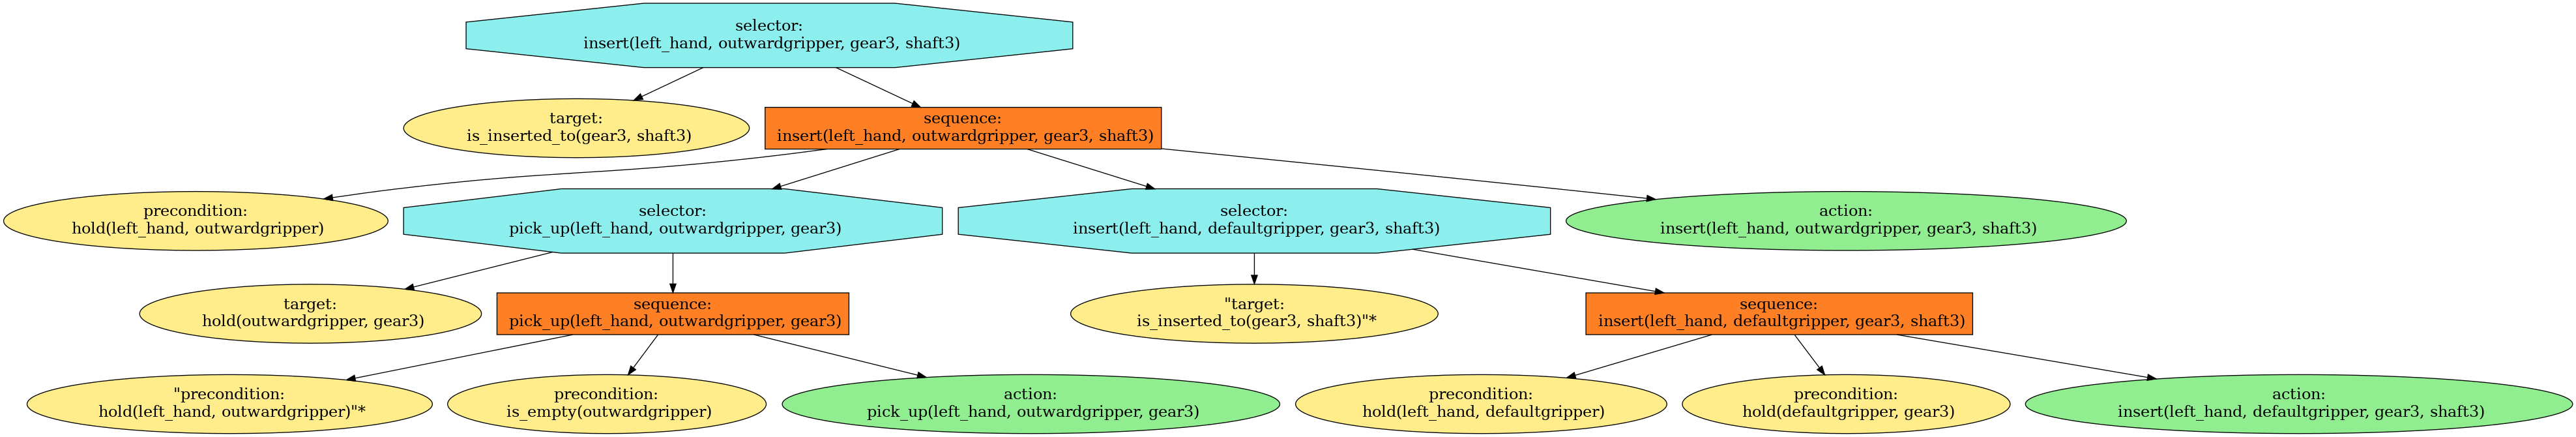 selector:
insert(left_hand, outwardgripper, gear3, shaft3)
target:
is_inserted_to(gear3, shaft3)
sequence:
insert(left_hand, outwardgripper, gear3, shaft3)
precondition:
hold(left_hand, outwardgripper)
selector:
pick_up(left_hand, outwardgripper, gear3)
selector:
insert(left_hand, defaultgripper, gear3, shaft3)
action:
insert(left_hand, outwardgripper, gear3, shaft3)
target:
hold(outwardgripper, gear3)
sequence:
pick_up(left_hand, outwardgripper, gear3)
"target:
is_inserted_to(gear3, shaft3)"*
sequence:
insert(left_hand, defaultgripper, gear3, shaft3)
"precondition:
hold(left_hand, outwardgripper)"*
precondition:
is_empty(outwardgripper)
action:
pick_up(left_hand, outwardgripper, gear3)
precondition:
hold(left_hand, defaultgripper)
precondition:
hold(defaultgripper, gear3)
action:
insert(left_hand, defaultgripper, gear3, shaft3)